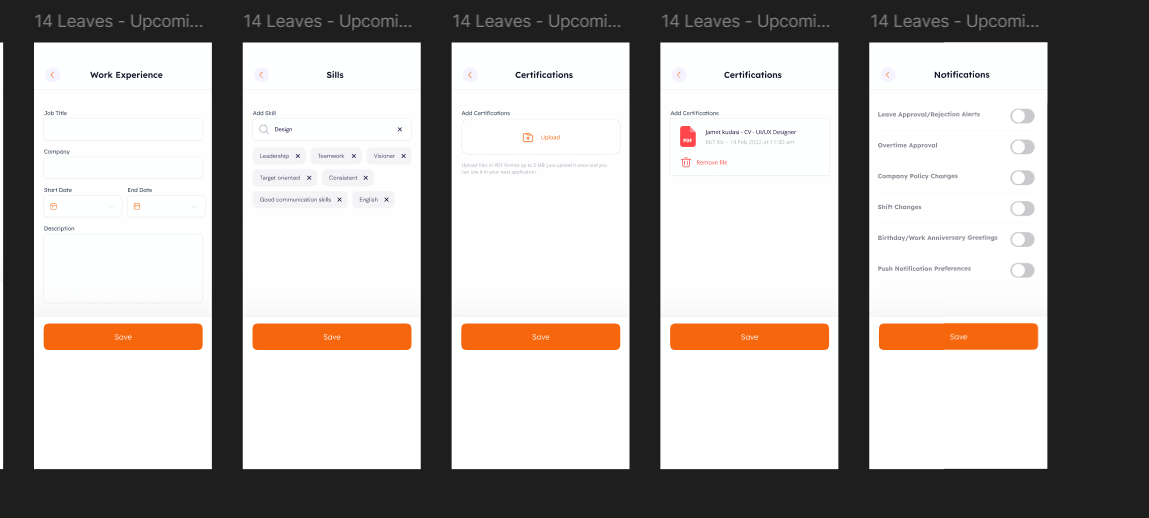 14 Leaves - Upcomi...
14 Leaves - Upcomi...
14 Leaves - Upcomi...
14 Leaves - Upcomi...
14 Leaves - Upcomi...
Work Experience
Job Title
Company
Start Date
End Date
Description
Save
Sills
Add Skill
Design
Leadership
Teamwork
Visioner
Target oriented
Consistent
Good communication skills
English
Save
Certifications
Add Certifications
Upload
Upload files in PDF format up to 5 MB. Just upload it once and you
can use it in your next application.
Save
Certifications
Add Certifications
PDF
Jamet kudasi - CV - UI/UX Designer
867 Kb - 14 Feb 2022 at 11:30 am
Remove file
Save
Notifications
Leave Approval/Rejection Alerts
Overtime Approval
Company Policy Changes
Shift Changes
Birthday/Work Anniversary Greetings
Push Notification Preferences
Save